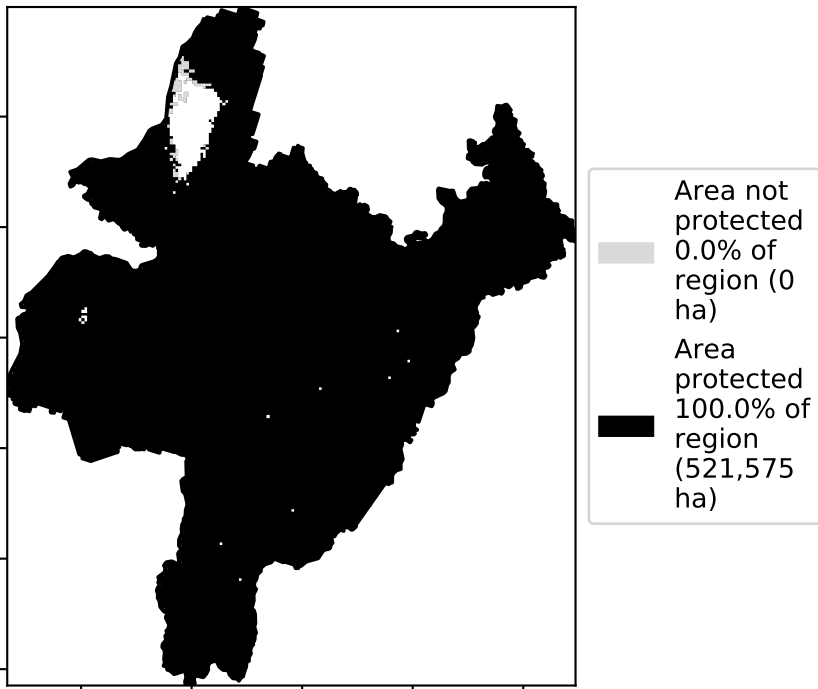 Area not
protected
0.0% of
region (0
ha)
Area
protected
100.0% of
region
(521,575
ha)